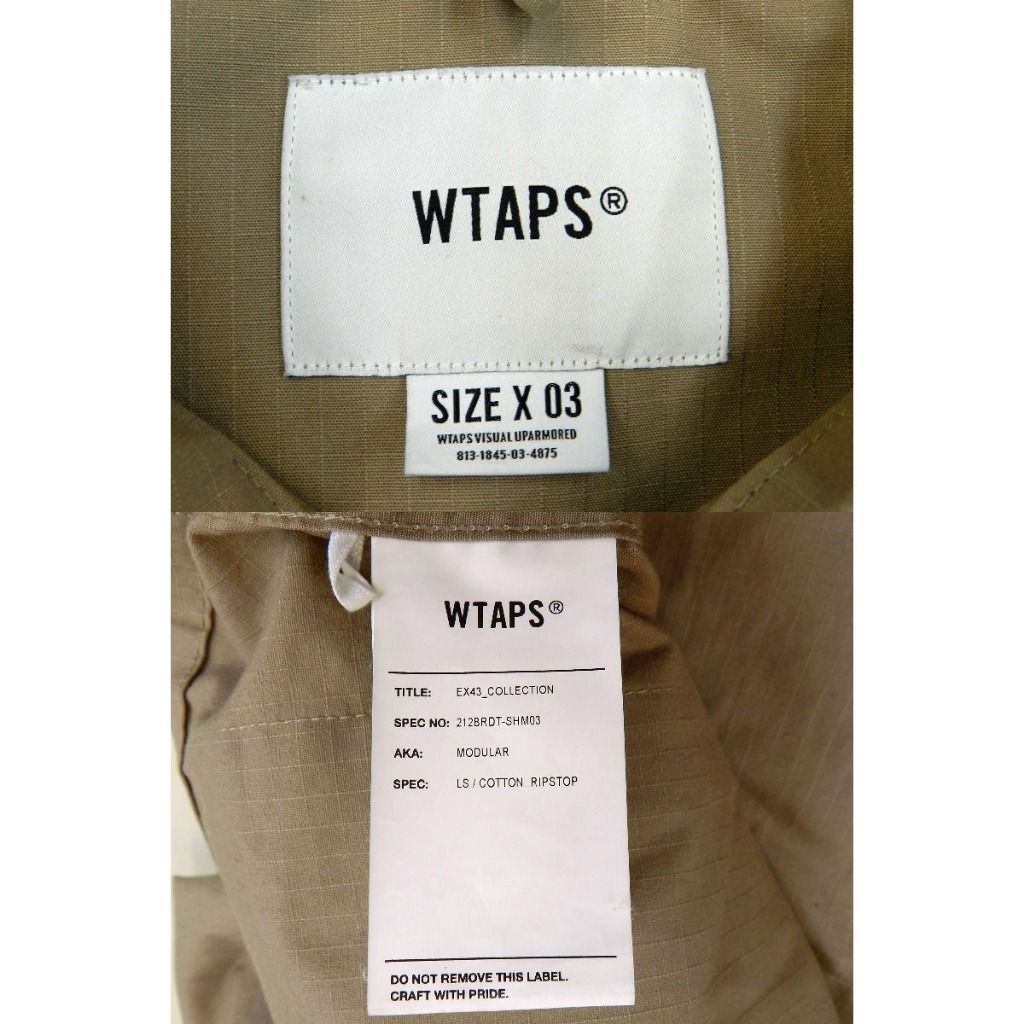 WTAPS®
SIZE X 03
WTAPS VISUAL UPARMORED
813-1845-03-4875
WTAPS®
TITLE: EX43_COLLECTION
SPEC NO: 212BRDT-SHM03
AKA: MODULAR
SPEC: LS / COTTON. RIPSTOP
DO NOT REMOVE THIS LABEL.
CRAFT WITH PRIDE.